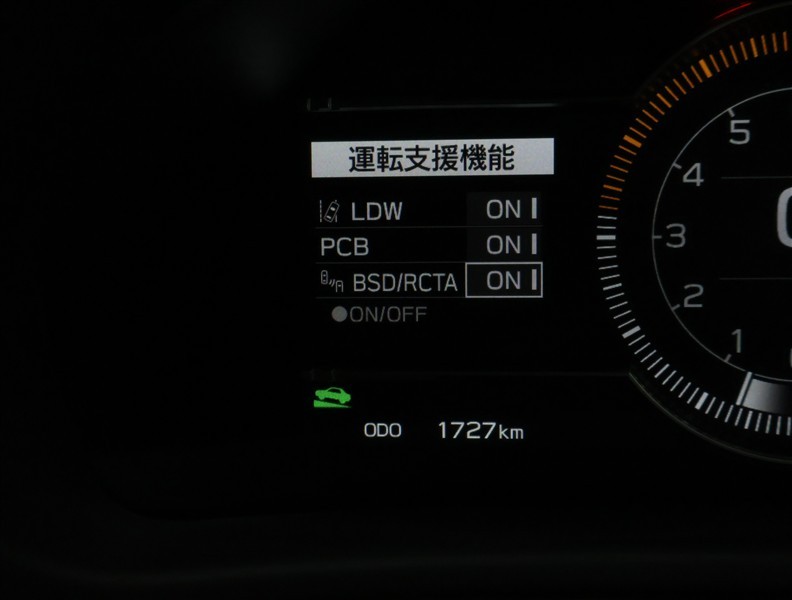 運転支援機能
LDW ON
PCB ON
BSD/RCTA ON
●ON/OFF
ODO 1727km
5
4
3
2
1